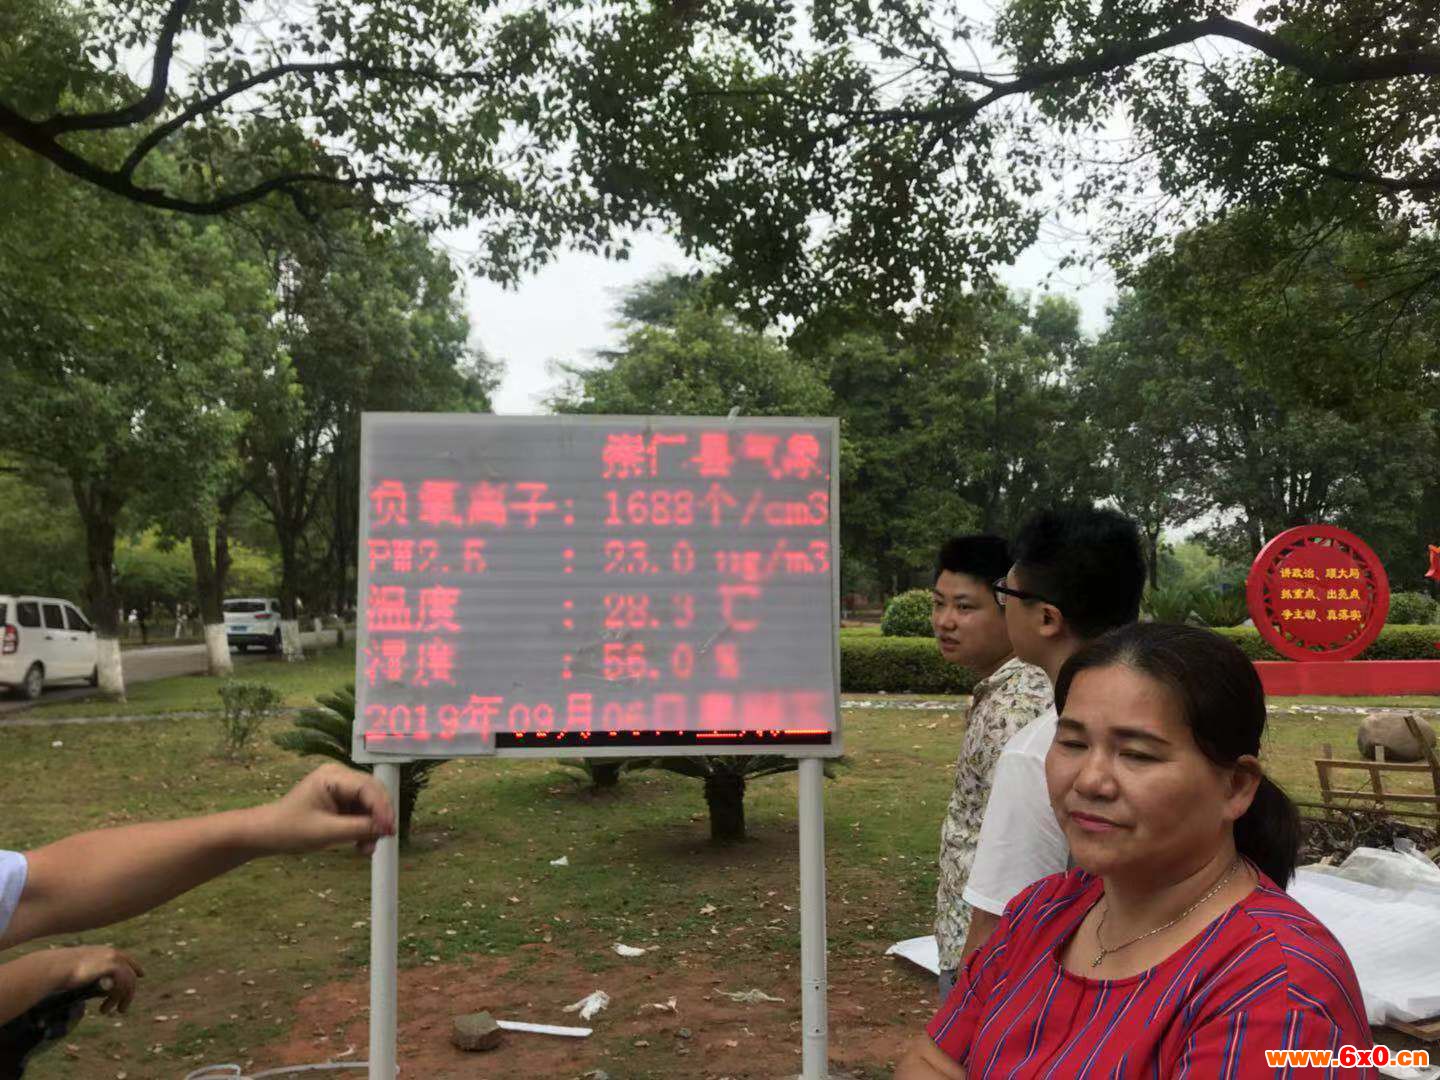 崇仁县气象
负氧离子：1688个/cm3
PM2.5 ：23.0 ug/m3
温度 ：28.3 ℃
湿度 ：56.0 %
2019年09月06日
讲政治、顾大局
抓重点、出亮点
争主动、真落实
www.6x0.cn